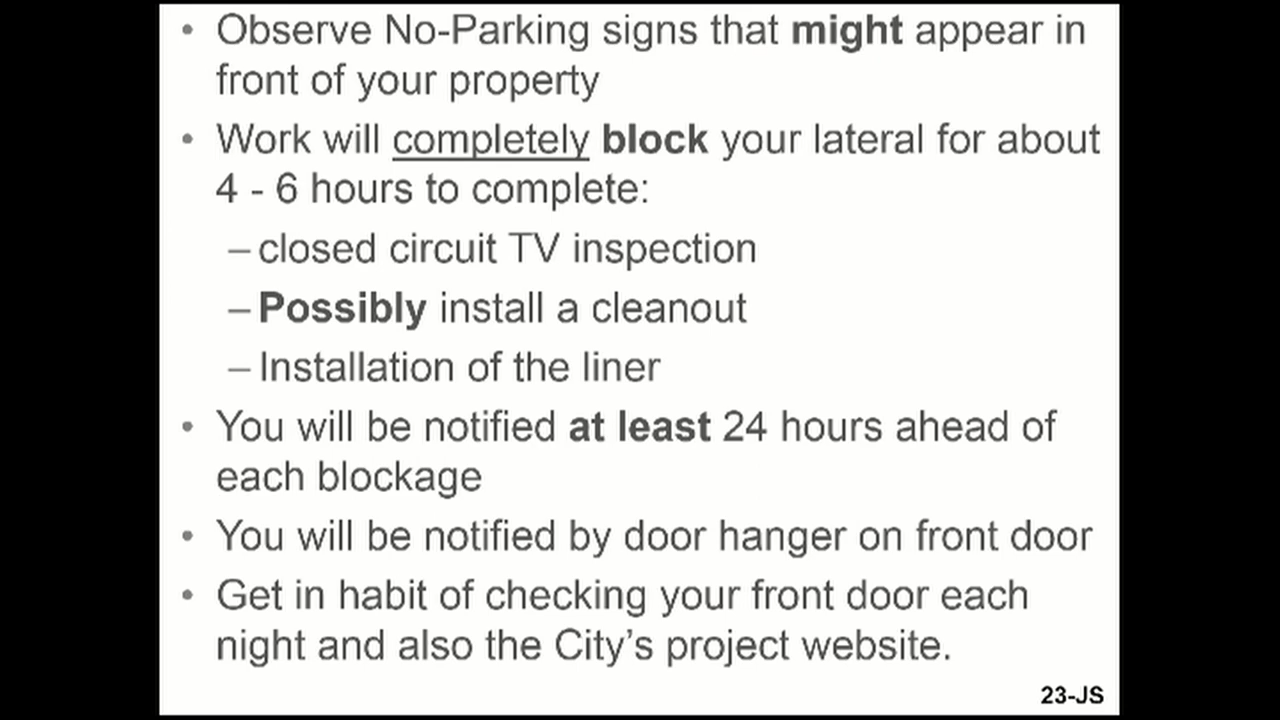 • Observe No-Parking signs that might appear in
front of your property
• Work will completely block your lateral for about
4 - 6 hours to complete:
– closed circuit TV inspection
– Possibly install a cleanout
– Installation of the liner
• You will be notified at least 24 hours ahead of
each blockage
• You will be notified by door hanger on front door
• Get in habit of checking your front door each
night and also the City’s project website.
23-JS